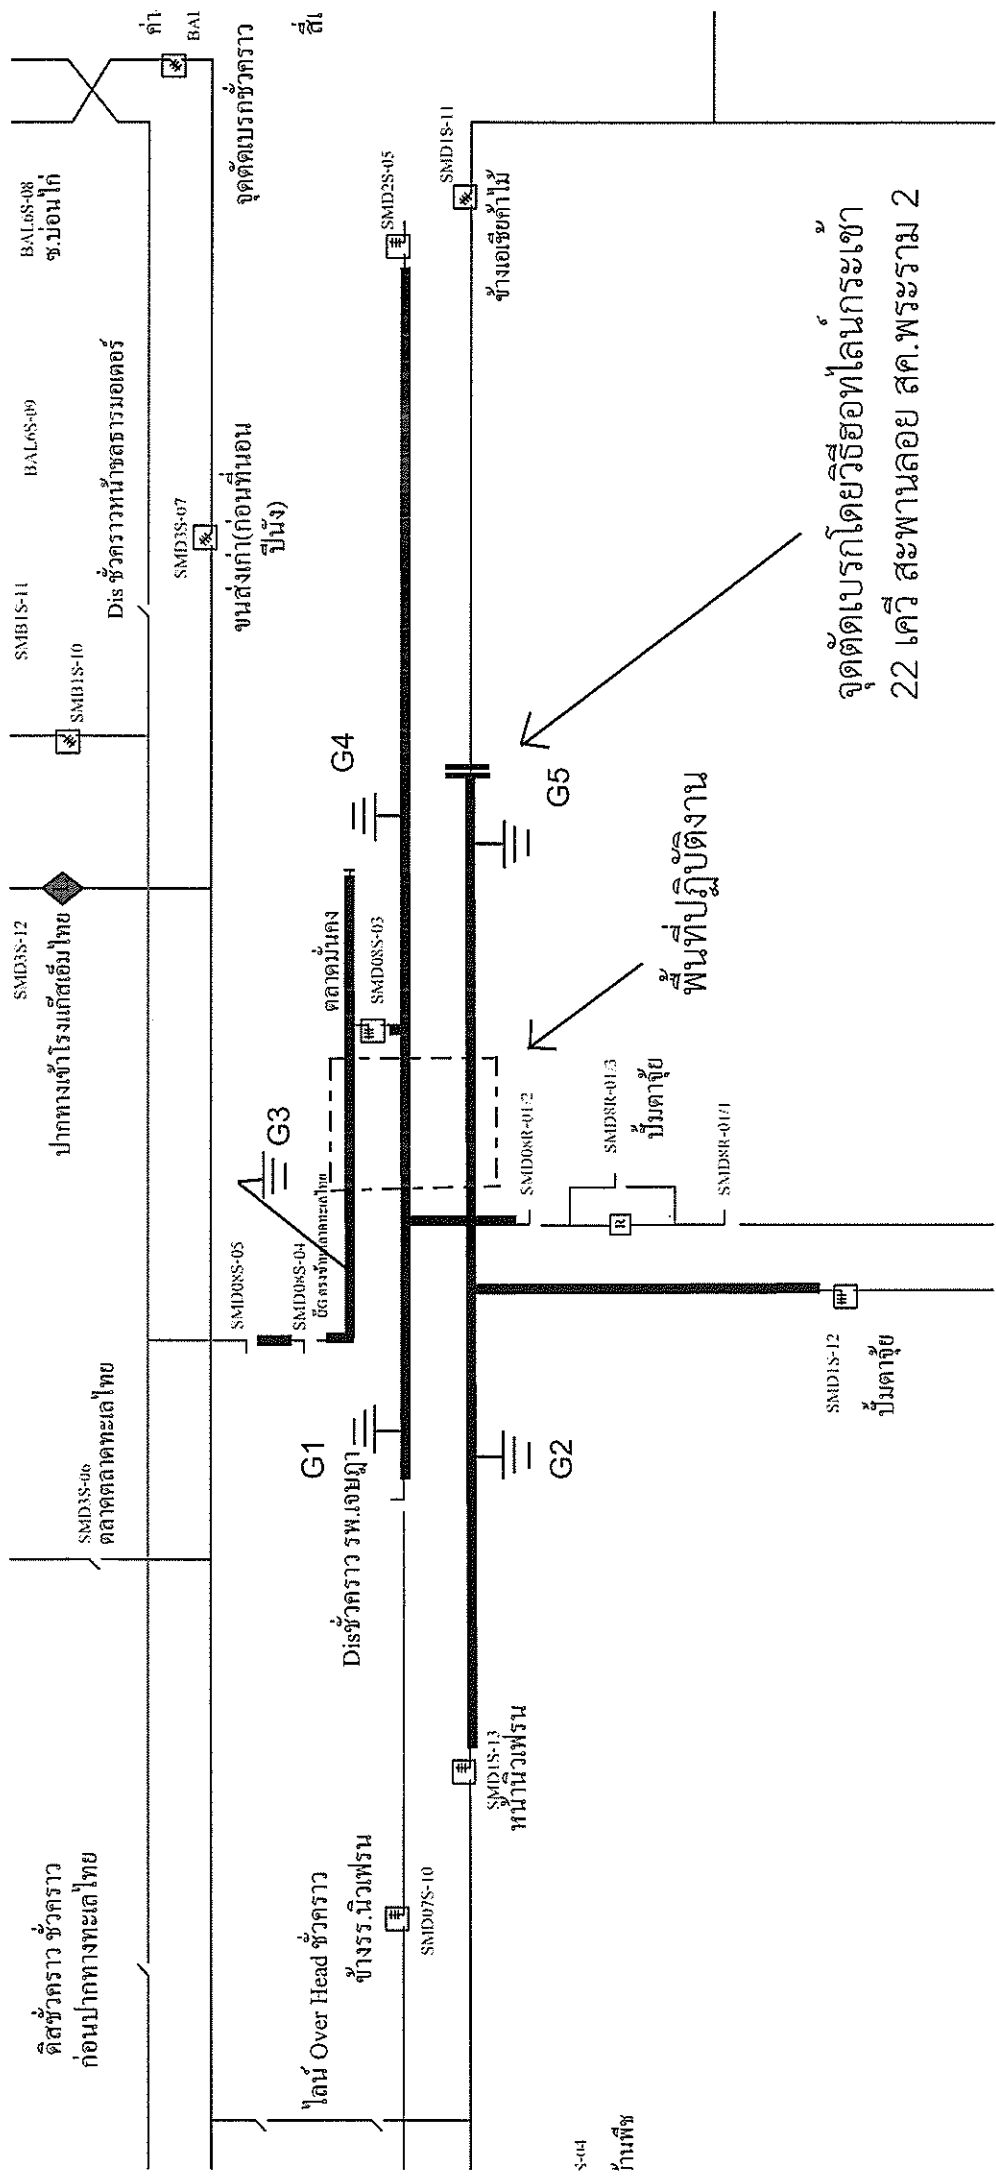 ดิสชั่วคราว ชั่วคราว
ก่อนปากทางทะเลไทย
SMD3S-06
ตลาดตลาดทะเลไทย
SMD3S-12
ปากทางเข้าโรงแก๊สเอ็มไทย
SMB1S-11
SMB1S-10
BAL6S-09
BAL6S-08
ซ.บ่อนไก่
BAL
Dis ชั่วคราวหน้าชลธารมอเตอร์
SMD3S-07
ขนส่งเก่า(ก่อนที่นอน
ปีนัง)
จุดตัดเบรกชั่วคราว
ไลน์ Over Head ชั่วคราว
ข้างรร.นิวเฟรน
SMD07S-10
Disชั่วคราว รพ.เจษฎา
SMD08S-05
SMD08S-04
G1
G3
ตลาดมั่นคง
SMD08S-03
G4
SMD2S-05
SMD1S-11
ข้างเอเชียค้าไม้
SMD1S-13
หน้านิวเฟรน
G2
G5
SMD08R-01/2
SMD8R-01/3
ปั๊มตาจุ้ย
R
SMD8R-01/1
SMD1S-12
ปั๊มตาจุ้ย
พื้นที่ปฏิบัติงาน
จุดตัดเบรกโดยวิธีฮอทไลน์กระเช้า
22 เควี สะพานลอย สค.พระราม 2
S-04